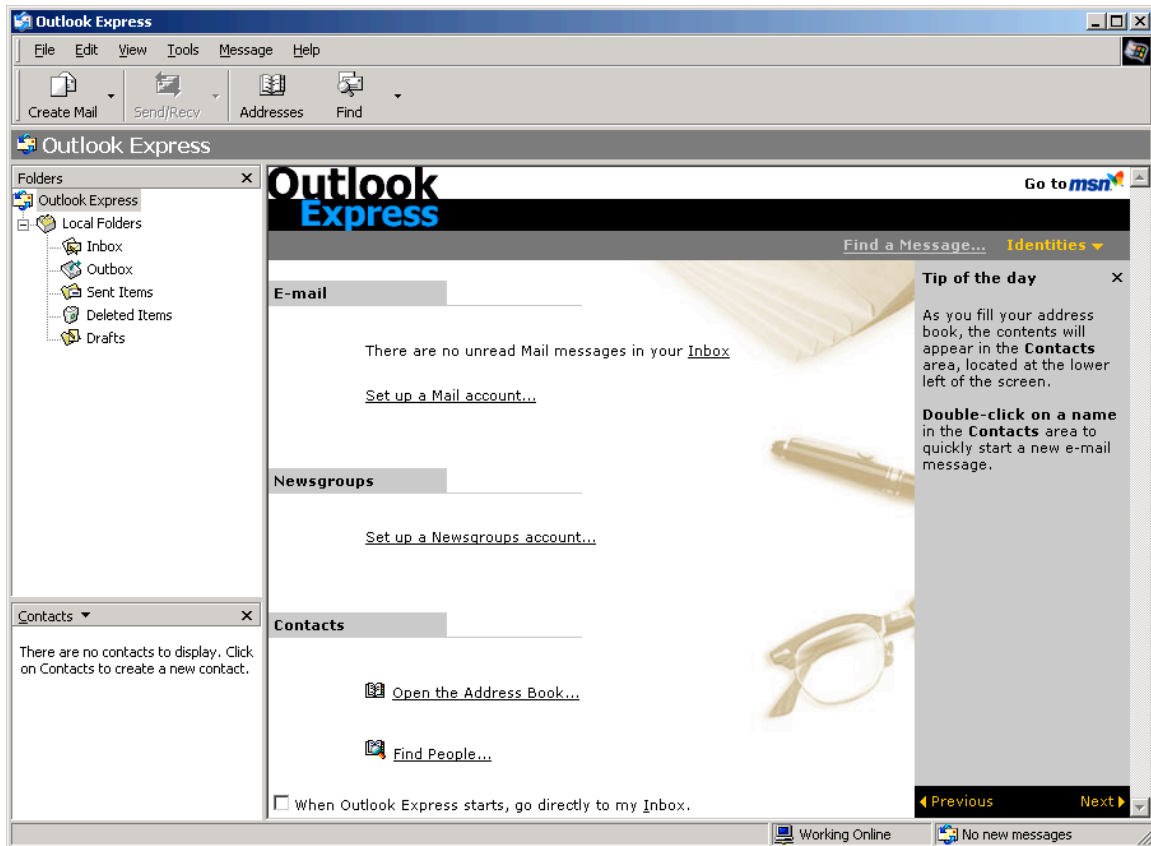 Outlook Express
File Edit View Tools Message Help
Create Mail Send/Recv Addresses Find
Outlook Express
Folders
Outlook Express
Local Folders
Inbox
Outbox
Sent Items
Deleted Items
Drafts
Contacts
There are no contacts to display. Click
on Contacts to create a new contact.
Outlook
Express
Go to msn
Find a Message... Identities
E-mail
There are no unread Mail messages in your Inbox
Set up a Mail account...
Newsgroups
Set up a Newsgroups account...
Contacts
Open the Address Book...
Find People...
When Outlook Express starts, go directly to my Inbox.
Tip of the day
As you fill your address
book, the contents will
appear in the Contacts
area, located at the lower
left of the screen.
Double-click on a name
in the Contacts area to
quickly start a new e-mail
message.
Previous Next
Working Online
No new messages